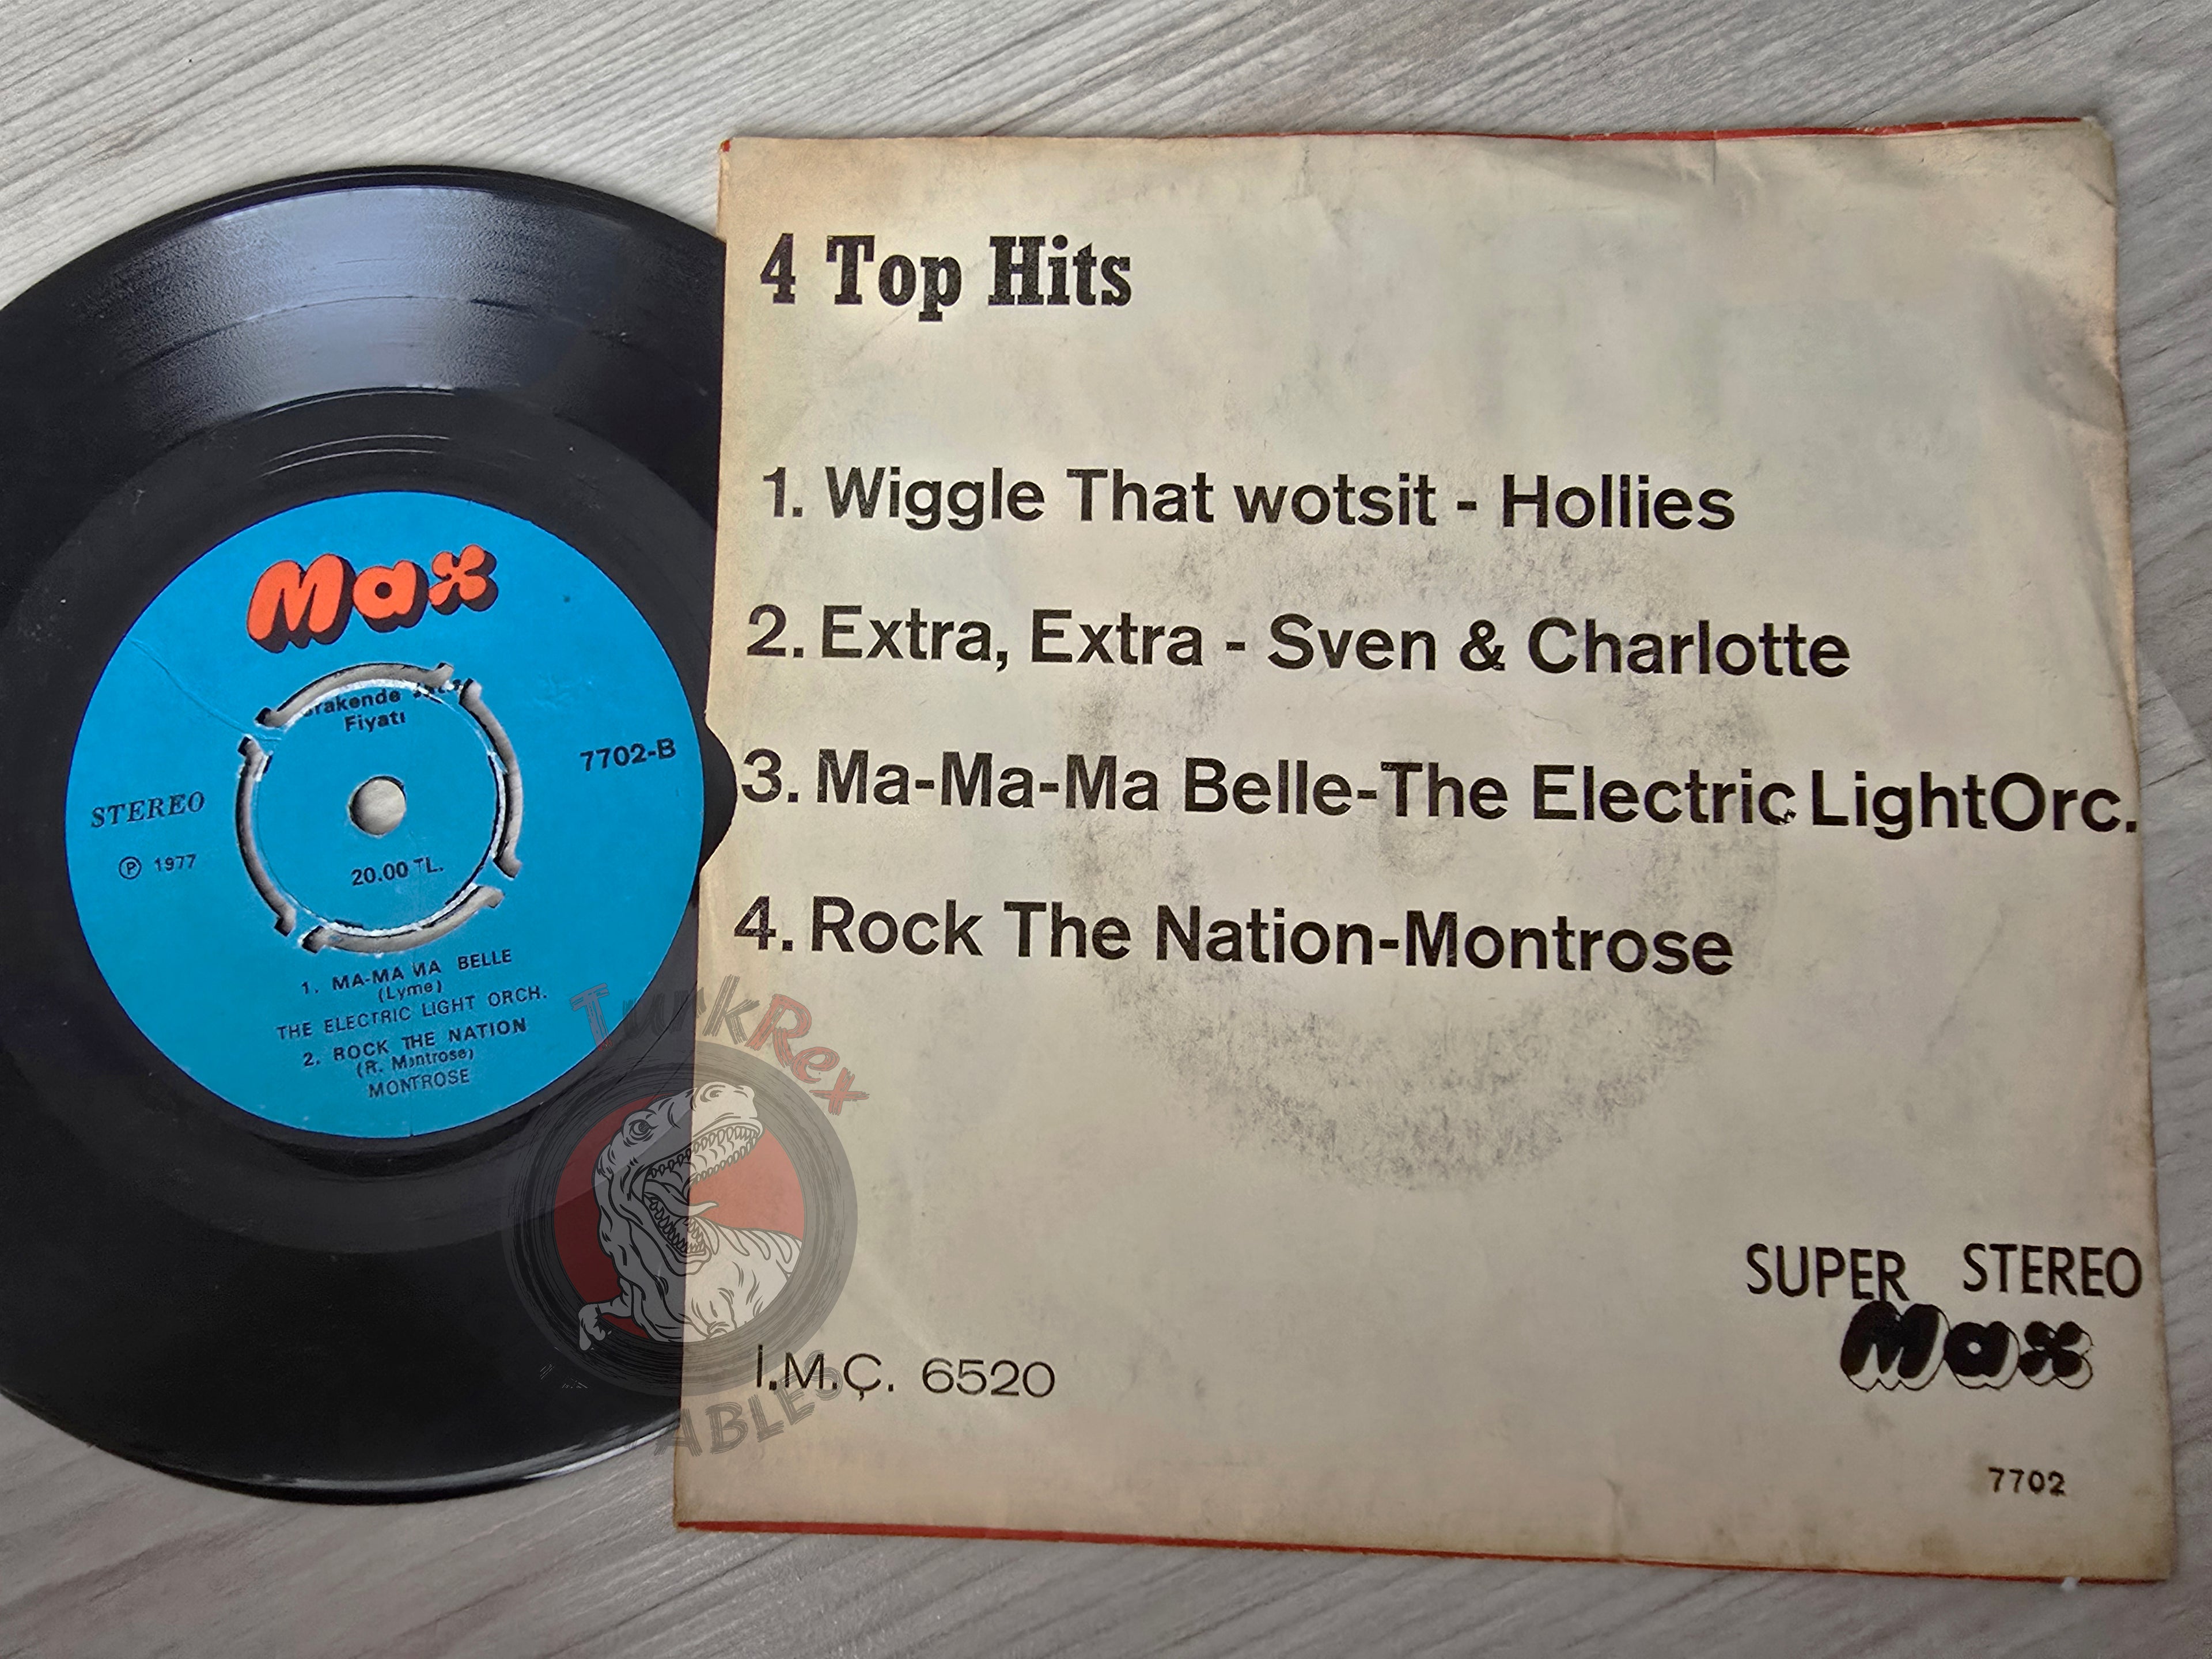 Max
Fiyatı
7702-B
STEREO
℗ 1977
20.00 TL.
1. MA-MA MA BELLE
(Lyme)
THE ELECTRIC LIGHT ORCH.
2. ROCK THE NATION
(R. Montrose)
MONTROSE
4 Top Hits
1. Wiggle That wotsit - Hollies
2. Extra, Extra - Sven & Charlotte
3. Ma-Ma-Ma Belle-The Electric LightOrc.
4. Rock The Nation-Montrose
SUPER STEREO
Max
İ.M.Ç. 6520
7702
TurkRex